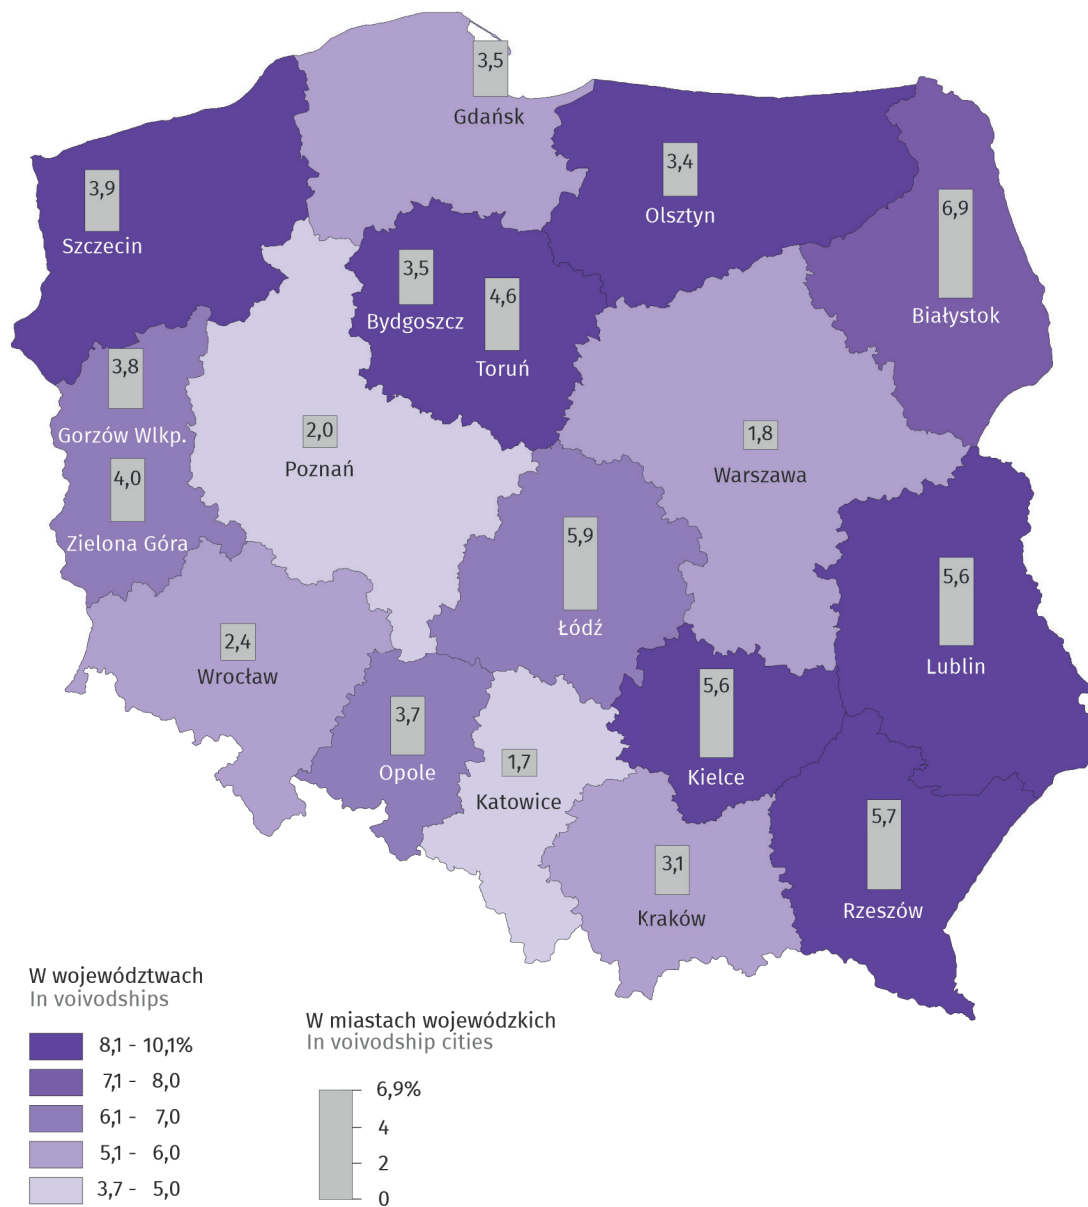 3,5
Gdańsk
3,4
Olsztyn
3,9
Szczecin
6,9
Białystok
3,5
Bydgoszcz
4,6
Toruń
3,8
Gorzów Wlkp.
4,0
Zielona Góra
2,0
Poznań
1,8
Warszawa
5,9
Łódź
5,6
Lublin
2,4
Wrocław
3,7
Opole
1,7
Katowice
5,6
Kielce
5,7
Rzeszów
3,1
Kraków
W województwach
In voivodships
8,1 - 10,1%
7,1 - 8,0
6,1 - 7,0
5,1 - 6,0
3,7 - 5,0
W miastach wojewódzkich
In voivodship cities
6,9%
4
2
0